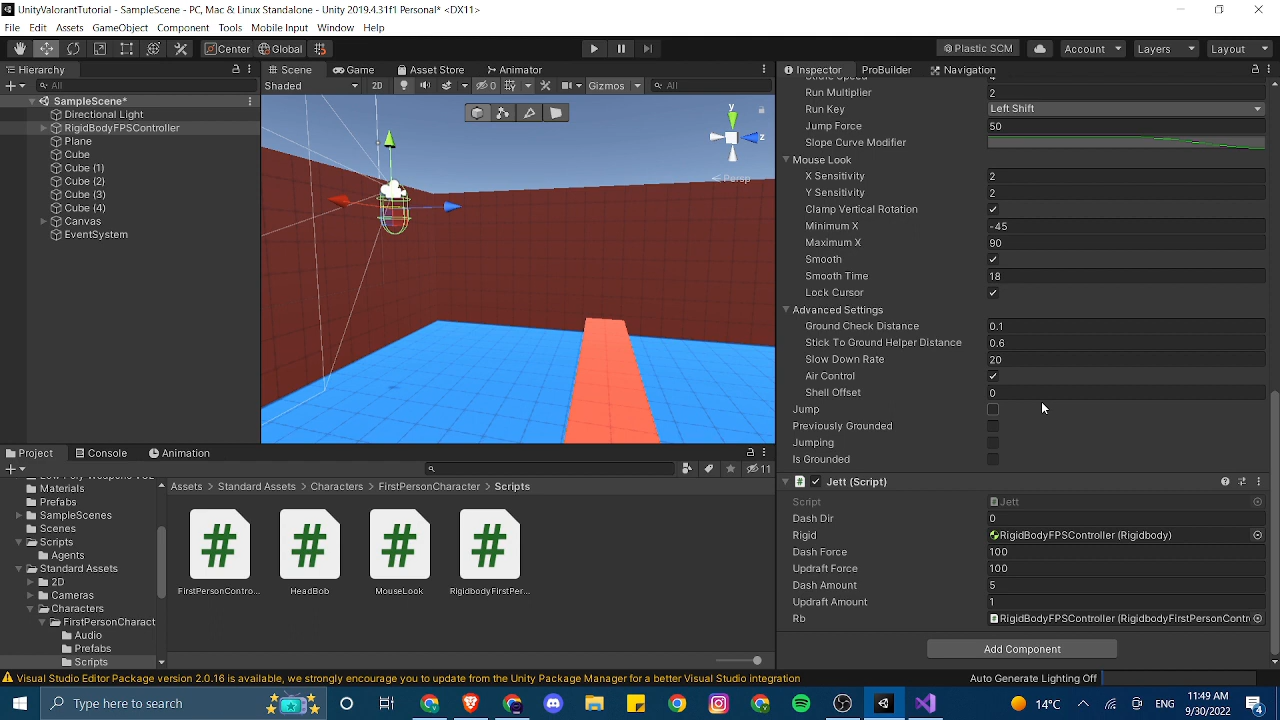 UnityValorantTutorial - SampleScene - PC, Mac & Linux Standalone - Unity 2019.4.31f1 Personal* <DX11>
File Edit Assets GameObject Component Tools Mobile Input Window Help
Center Global Plastic SCM Account Layers Layout
Hierarchy
All
SampleScene*
Directional Light
RigidBodyFPSController
Plane
Cube
Cube (1)
Cube (2)
Cube (3)
Cube (4)
Canvas
EventSystem
Scene Game Asset Store Animator
Shaded 2D 0 Gizmos All
y
z
Persp
Inspector ProBuilder Navigation
Run Multiplier 2
Run Key Left Shift
Jump Force 50
Slope Curve Modifier
Mouse Look
X Sensitivity 2
Y Sensitivity 2
Clamp Vertical Rotation
Minimum X -45
Maximum X 90
Smooth
Smooth Time 18
Lock Cursor
Advanced Settings
Ground Check Distance 0.1
Stick To Ground Helper Distance 0.6
Slow Down Rate 20
Air Control
Shell Offset 0
Jump
Previously Grounded
Jumping
Is Grounded
Jett (Script)
Script Jett
Dash Dir 0
Rigid RigidBodyFPSController (Rigidbody)
Dash Force 100
Updraft Force 100
Dash Amount 5
Updraft Amount 1
Rb RigidBodyFPSController (RigidbodyFirstPersonContr
Add Component
Project Console Animation
11
Materials
Prefabs
SampleScenes
Scenes
Scripts
Agents
Standard Assets
2D
Cameras
Characters
FirstPersonCharact
Audio
Prefabs
Scripts
Assets > Standard Assets > Characters > FirstPersonCharacter > Scripts
FirstPersonContro... HeadBob MouseLook RigidbodyFirstPer...
Visual Studio Editor Package version 2.0.16 is available, we strongly encourage you to update from the Unity Package Manager for a better Visual Studio integration
Auto Generate Lighting Off
Type here to search
14°C ENG
11:49 AM
9/30/2022
4